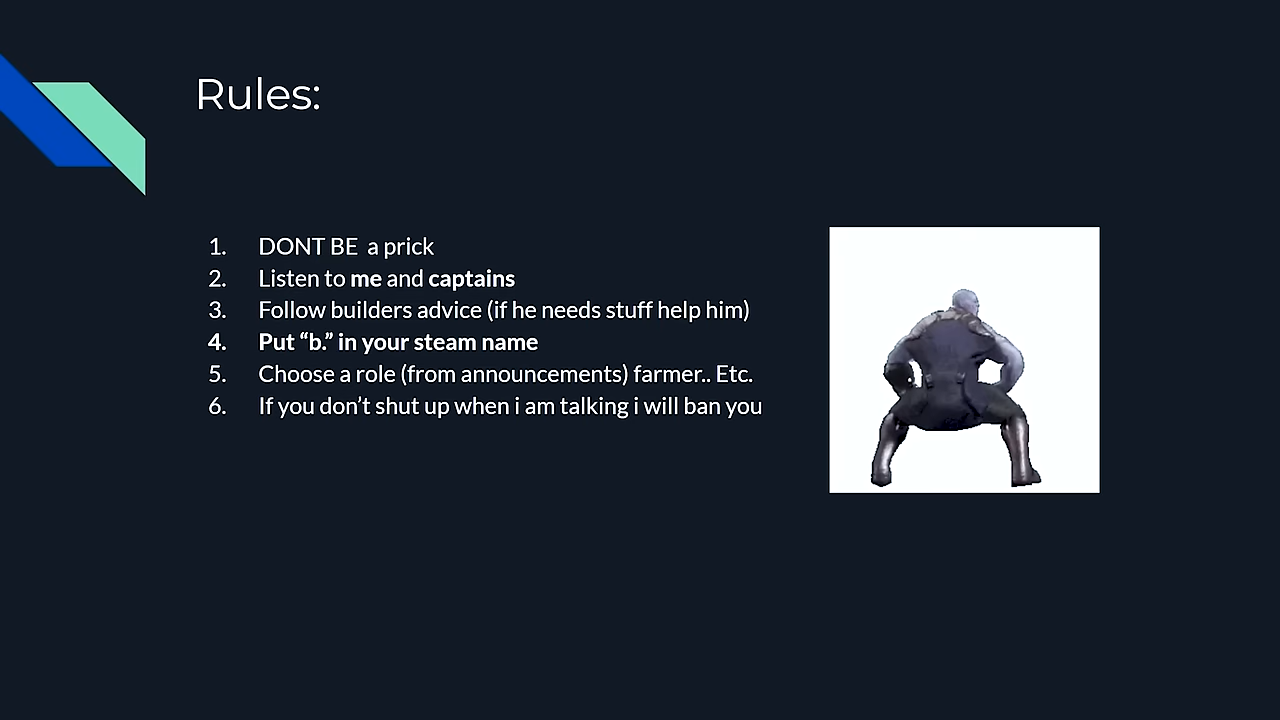 Rules:
1. DONT BE  a prick
2. Listen to me and captains
3. Follow builders advice (if he needs stuff help him)
4. Put “b.” in your steam name
5. Choose a role (from announcements) farmer.. Etc.
6. If you don’t shut up when i am talking i will ban you